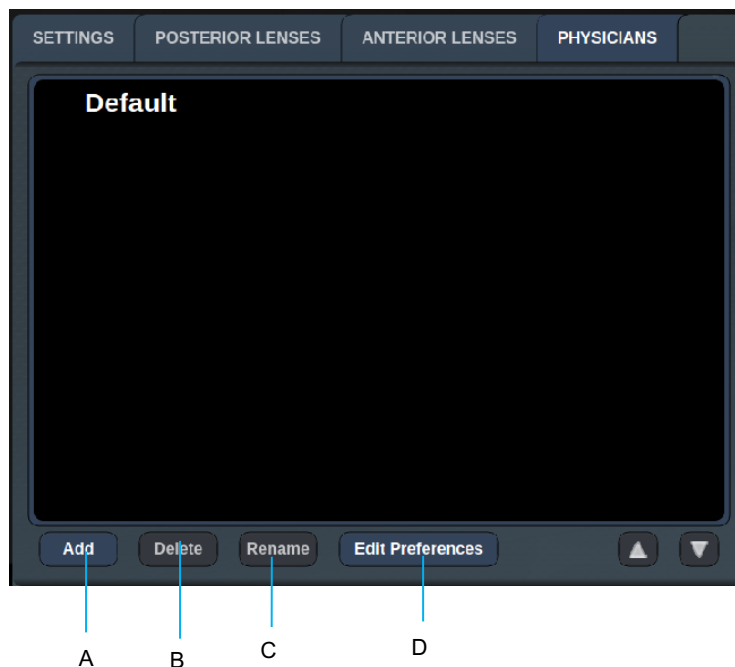 SETTINGS POSTERIOR LENSES ANTERIOR LENSES PHYSICIANS
Default
Add Delete Rename Edit Preferences
A B C D